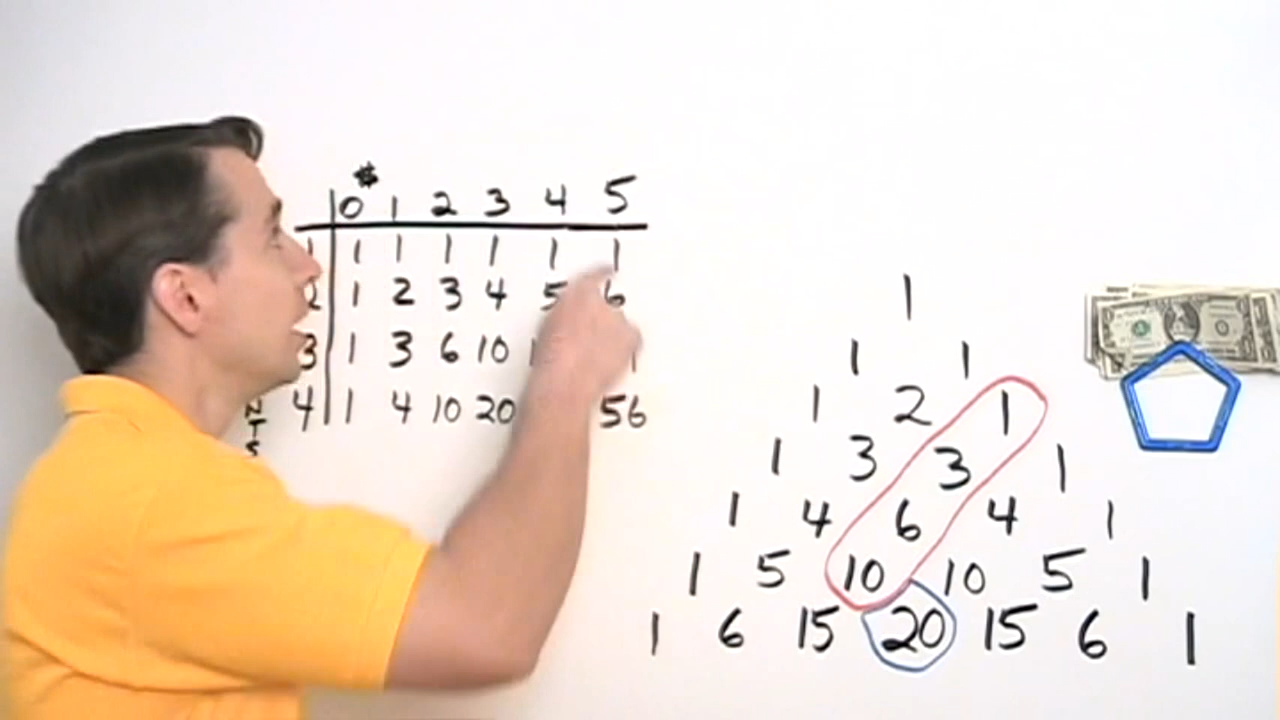 $
0 1 2 3 4 5
1 1 1 1 1 1 1
2 1 2 3 4 5 6
3 1 3 6 10
4 1 4 10 20 56
N
T
S
1
1 1
1 2 1
1 3 3 1
1 4 6 4 1
1 5 10 10 5 1
1 6 15 20 15 6 1